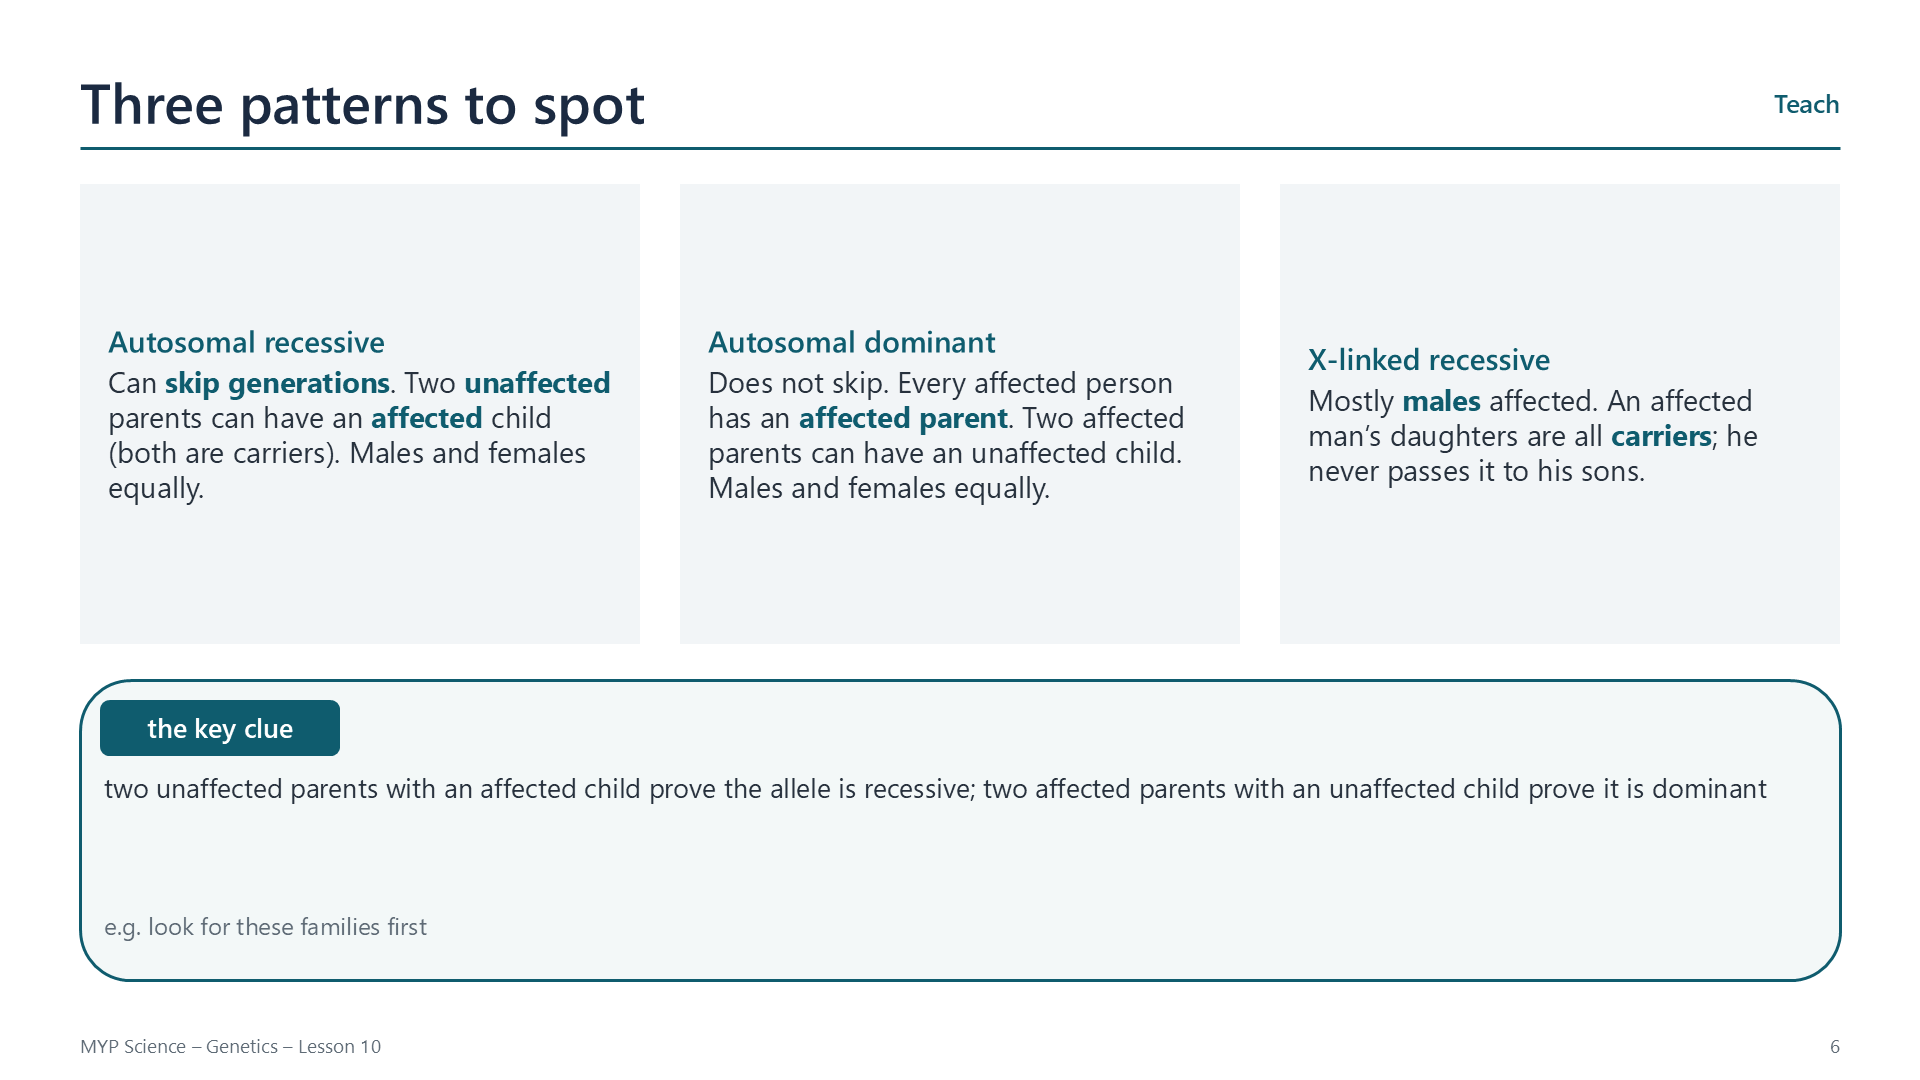 Three patterns to spot
Teach
Autosomal recessive
Can skip generations. Two unaffected
parents can have an affected child
(both are carriers). Males and females
equally.
Autosomal dominant
Does not skip. Every affected person
has an affected parent. Two affected
parents can have an unaffected child.
Males and females equally.
X-linked recessive
Mostly males affected. An affected
man’s daughters are all carriers; he
never passes it to his sons.
the key clue
two unaffected parents with an affected child prove the allele is recessive; two affected parents with an unaffected child prove it is dominant
e.g. look for these families first
MYP Science – Genetics – Lesson 10
6